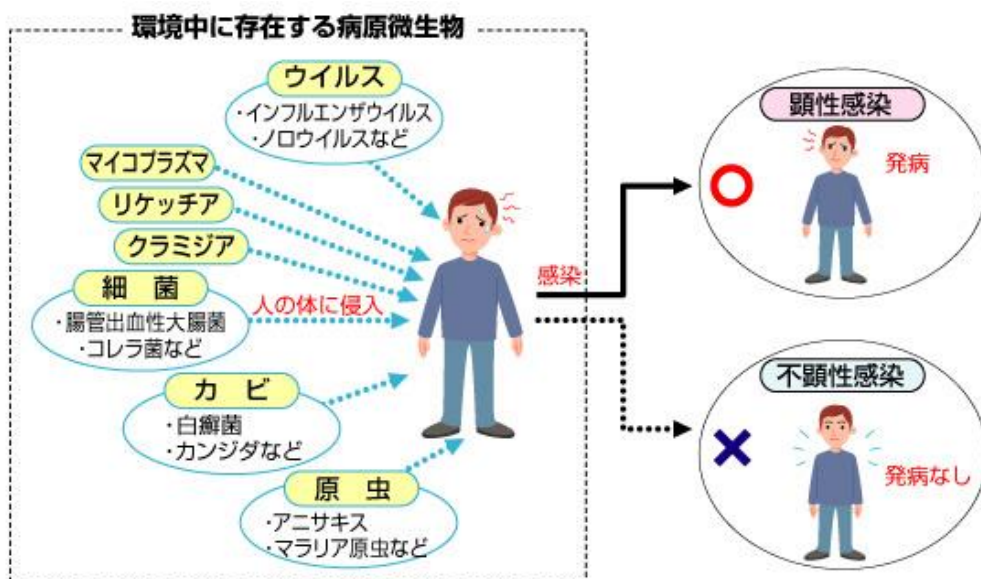 環境中に存在する病原微生物
ウイルス
・インフルエンザウイルス
・ノロウイルスなど
マイコプラズマ
リケッチア
クラミジア
細 菌
・腸管出血性大腸菌
・コレラ菌など
人の体に侵入
カ ビ
・白癬菌
・カンジダなど
原 虫
・アニサキス
・マラリア原虫など
感染
顕性感染
発病
不顕性感染
発病なし